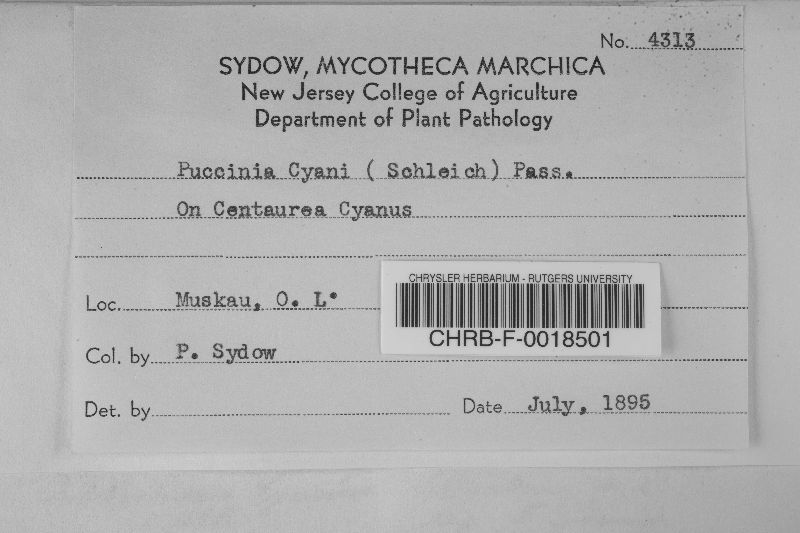 No. 4313
SYDOW, MYCOTHECA MARCHICA
New Jersey College of Agriculture
Department of Plant Pathology
Puccinia Cyani ( Schleich) Pass.
On Centaurea Cyanus
CHRYSLER HERBARIUM - RUTGERS UNIVERSITY
CHRB-F-0018501
Loc. Muskau, O. L.
Col. by P. Sydow
Det. by
Date July, 1895